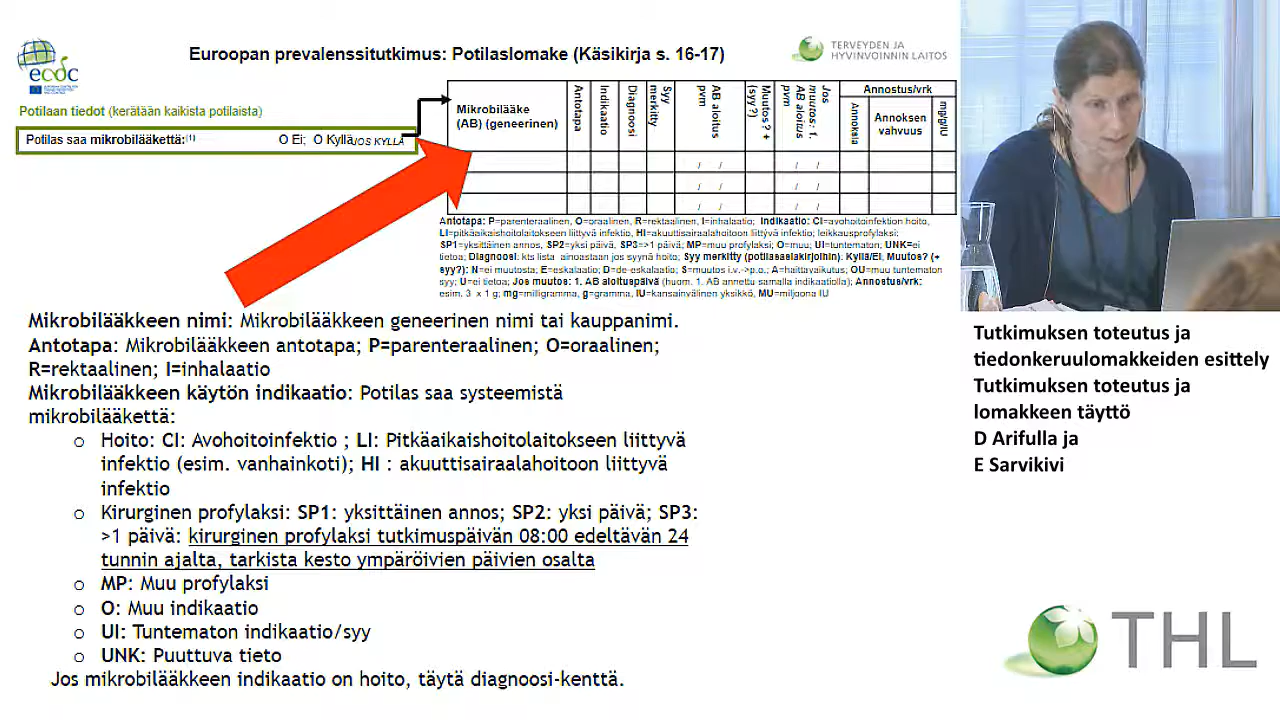 Euroopan prevalenssitutkimus: Potilaslomake (Käsikirja s. 16-17)
ecdc
TERVEYDEN JA
HYVINVOINNIN LAITOS
Potilaan tiedot (kerätään kaikista potilaista)
Potilas saa mikrobilääkettä:(1) O Ei; O Kyllä JOS KYLLÄ
Mikrobilääke
(AB) (geneerinen)
Antotapa
Indikaatio
Diagnoosi
Syy
merkitty
AB aloitus
pvm
Muutos? +
(syy?)
Jos
muutos- 1.
AB aloitus
pvm
Annostus/vrk
Annoksia
Annoksen
vahvuus
mg/g/IU
/ / / /
/ / / /
/ / / /
Antotapa: P=parenteraalinen, O=oraalinen, R=rektaalinen, I=inhalaatio; Indikaatio: CI=avohoitoinfektion hoito,
LI=pitkäaikaishoitolaitokseen liittyvä infektio, HI=akuuttisairaalahoitoon liittyvä infektio; leikkausprofylaksi:
SP1=yksittäinen annos, SP2=yksi päivä, SP3=>1 päivä; MP=muu profylaksi; O=muu; UI=tuntematon, UNK=ei
tietoa; Diagnoosi: kts lista ainoastaan jos syynä hoito; Syy merkitty (potilasasiakirjoihin): Kyllä/Ei; Muutos? (+
syy?): N=ei muutosta; E=eskalaatio; D=de-eskalaatio; S=muutos i.v.->p.o.; A=haittavaikutus; OU=muu tuntematon
syy; U=ei tietoa; Jos muutos: 1. AB aloituspäivä (huom. 1. AB annettu samalla indikaatiolla); Annostus/vrk:
esim. 3 x 1 g; mg=milligramma, g=gramma, IU=kansainvälinen yksikkö, MU=miljoona IU
Mikrobilääkkeen nimi: Mikrobilääkkeen geneerinen nimi tai kauppanimi.
Antotapa: Mikrobilääkkeen antotapa; P=parenteraalinen; O=oraalinen;
R=rektaalinen; I=inhalaatio
Mikrobilääkkeen käytön indikaatio: Potilas saa systeemistä
mikrobilääkettä:
o Hoito: CI: Avohoitoinfektio ; LI: Pitkäaikaishoitolaitokseen liittyvä
infektio (esim. vanhainkoti); HI : akuuttisairaalahoitoon liittyvä
infektio
o Kirurginen profylaksi: SP1: yksittäinen annos; SP2: yksi päivä; SP3:
>1 päivä: kirurginen profylaksi tutkimuspäivän 08:00 edeltävän 24
tunnin ajalta, tarkista kesto ympäröivien päivien osalta
o MP: Muu profylaksi
o O: Muu indikaatio
o UI: Tuntematon indikaatio/syy
o UNK: Puuttuva tieto
Jos mikrobilääkkeen indikaatio on hoito, täytä diagnoosi-kenttä.
Tutkimuksen toteutus ja
tiedonkeruulomakkeiden esittely
Tutkimuksen toteutus ja
lomakkeen täyttö
D Arifulla ja
E Sarvikivi
THL